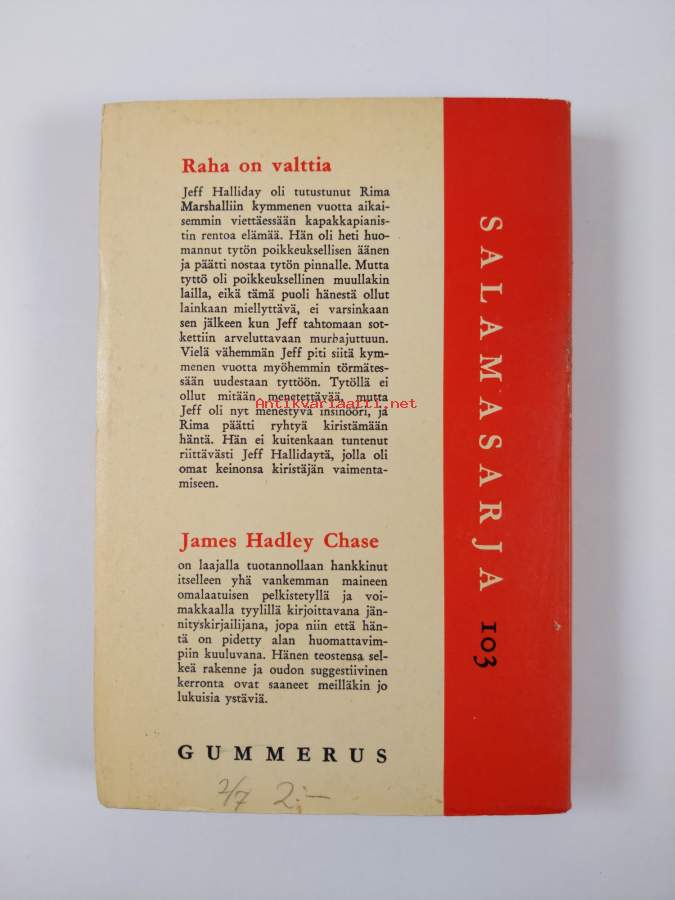 Raha on valttia
Jeff Halliday oli tutustunut Rima
Marshalliin kymmenen vuotta aikai-
semmin viettäessään kapakkapianis-
tin rentoa elämää. Hän oli heti huo-
mannut tytön poikkeuksellisen äänen
ja päätti nostaa tytön pinnalle. Mutta
tyttö oli poikkeuksellinen muullakin
lailla, eikä tämä puoli hänestä ollut
lainkaan miellyttävä, ei varsinkaan
sen jälkeen kun Jeff tahtomaan sot-
kettiin arveluttavaan murhajuttuun.
Vielä vähemmän Jeff piti siitä kym-
menen vuotta myöhemmin törmätes-
sään uudestaan tyttöön. Tytöllä ei
ollut mitään menetettävää, mutta
Jeff oli nyt menestyvä insinööri, ja
Rima päätti ryhtyä kiristämään
häntä. Hän ei kuitenkaan tuntenut
riittävästi Jeff Hallidaytä, jolla oli
omat keinonsa kiristäjän vaimenta-
miseen.
James Hadley Chase
on laajalla tuotannollaan hankkinut
itselleen yhä vankemman maineen
omalaatuisen pelkistetyllä ja voi-
makkaalla tyylillä kirjoittavana jän-
nityskirjailijana, jopa niin että hän-
tä on pidetty alan huomattavim-
piin kuuluvana. Hänen teostensa sel-
keä rakenne ja oudon suggestiivinen
kerronta ovat saaneet meilläkin jo
lukuisia ystäviä.
GUMMERUS
2/7 2:-
SALAMASARJA 103
Antikvariaatti.net